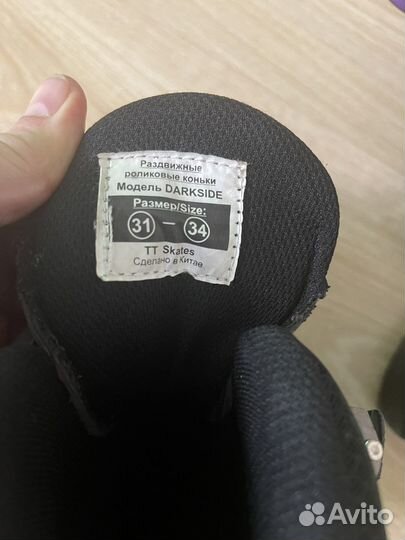 Раздвижные
роликовые коньки
Модель DARKSIDE
Размер/Size:
31 — 34
TT Skates
Сделано в Китае
Avito